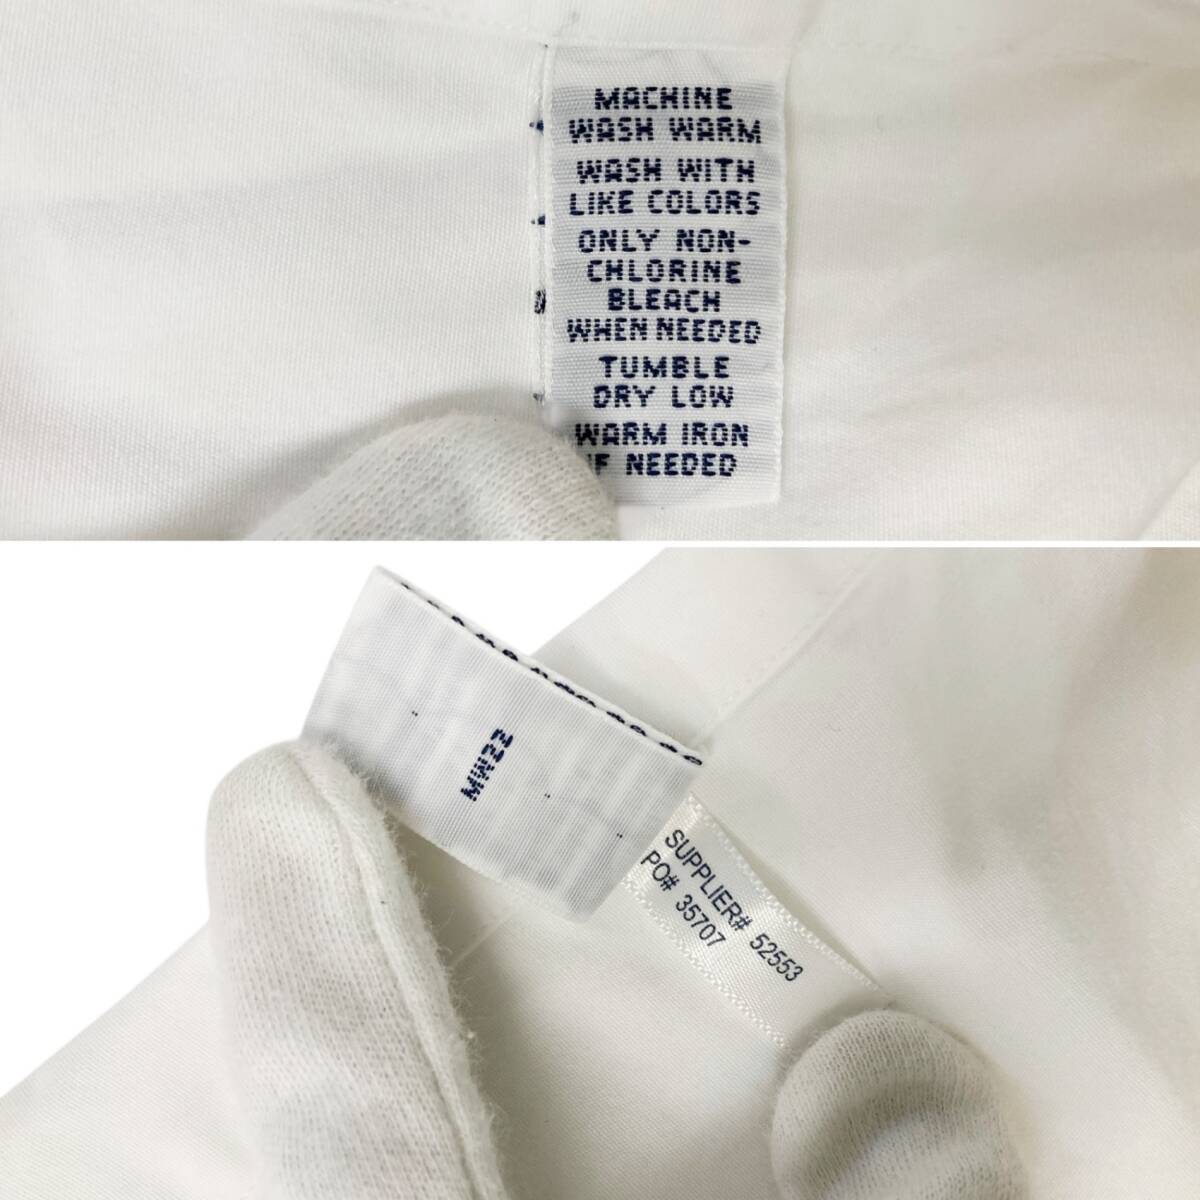 MACHINE
WASH WARM
WASH WITH
LIKE COLORS
ONLY NON-
CHLORINE
BLEACH
WHEN NEEDED
TUMBLE
DRY LOW
WARM IRON
IF NEEDED
MW22
SUPPLIER# 52553
PO# 35707